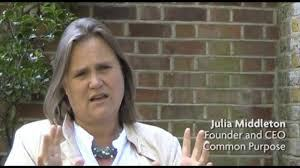 Julia Middleton
Founder and CEO
Common Purpose